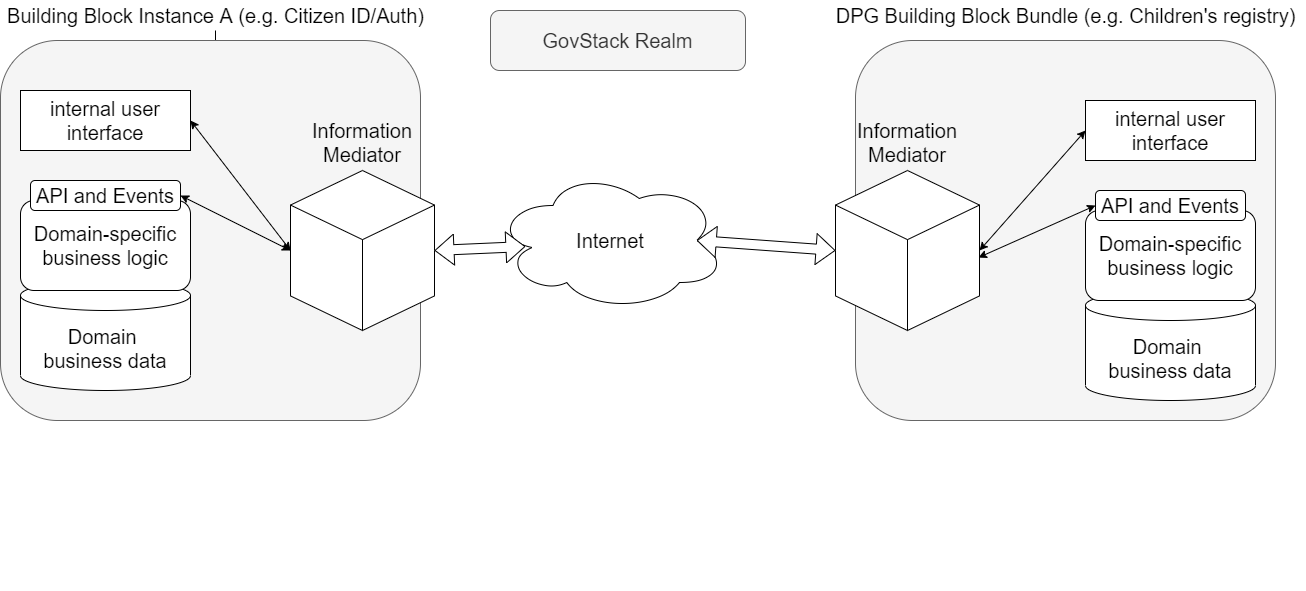 Building Block Instance A (e.g. Citizen ID/Auth)
GovStack Realm
DPG Building Block Bundle (e.g. Children's registry)
internal user
interface
API and Events
Domain-specific
business logic
Domain
business data
Information
Mediator
Internet
Information
Mediator
internal user
interface
API and Events
Domain-specific
business logic
Domain
business data